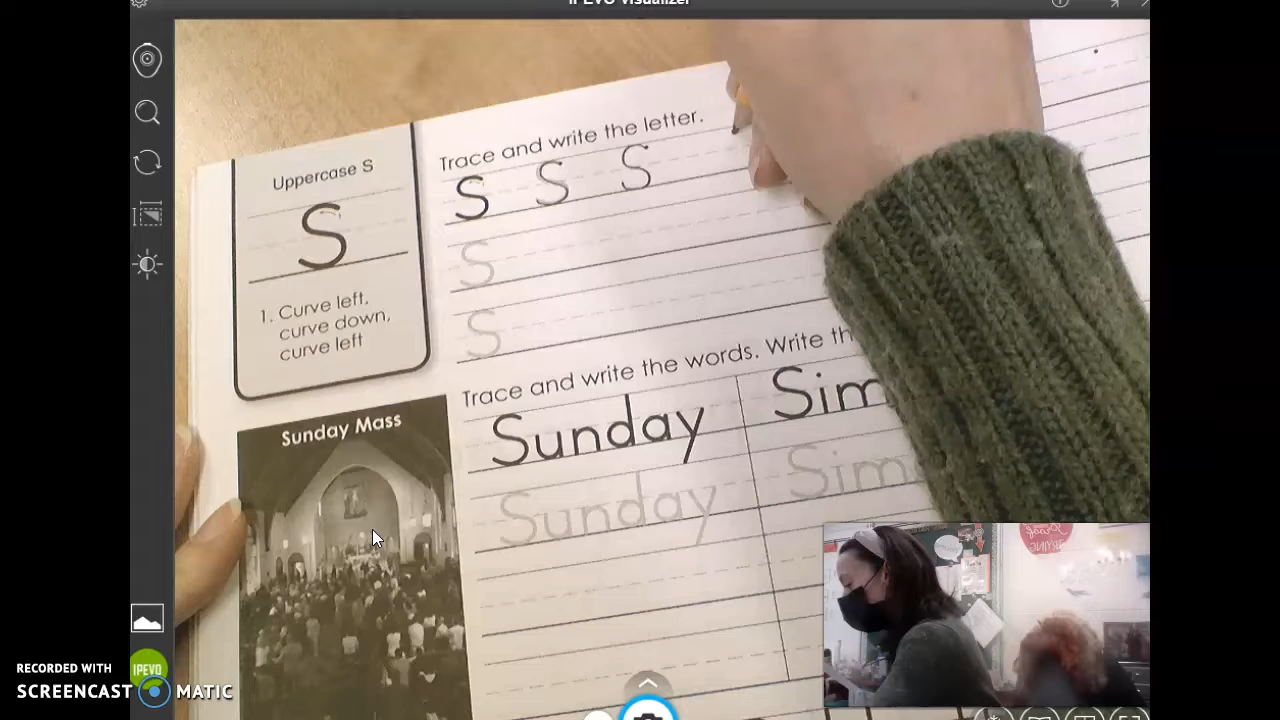 IPEVO Visualizer
Uppercase S
S
1. Curve left,
curve down,
curve left
Trace and write the letter.
S S S
S
S
Trace and write the words. Write th
Sunday Sim
Sunday Sim
Sunday Mass
IPEVO
RECORDED WITH
SCREENCAST MATIC